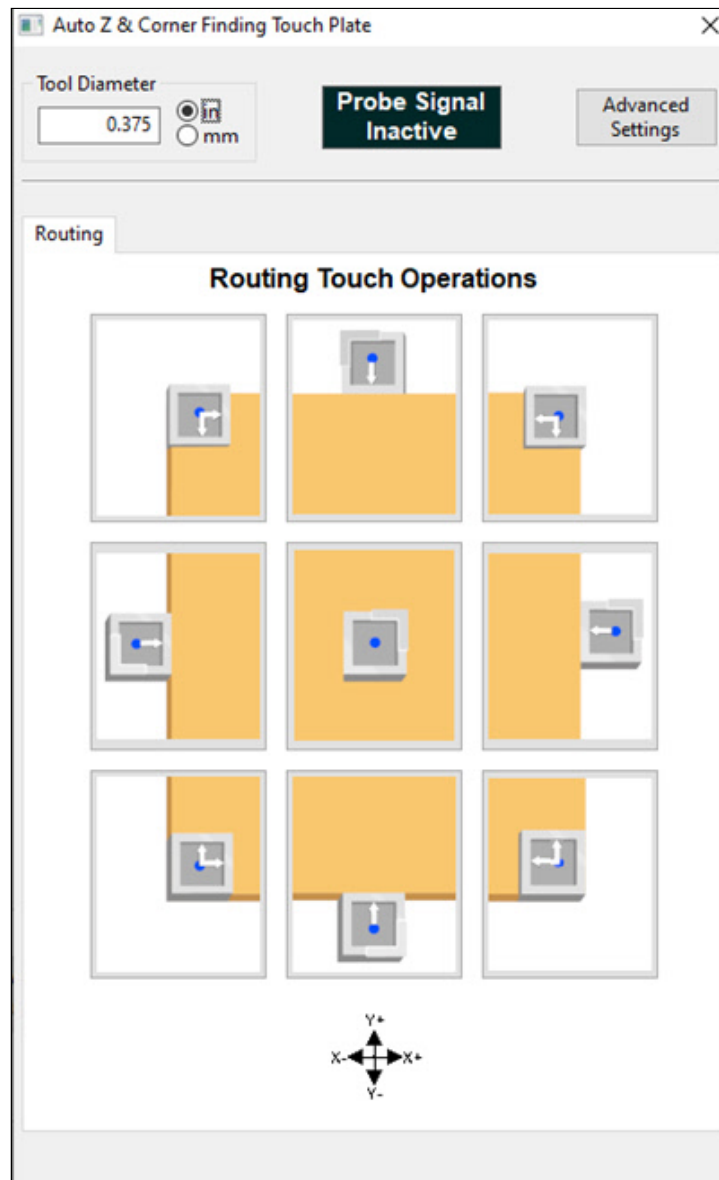 Auto Z & Corner Finding Touch Plate
Tool Diameter
0.375
in
mm
Probe Signal
Inactive
Advanced
Settings
Routing
Routing Touch Operations
Y+
X- X+
Y-